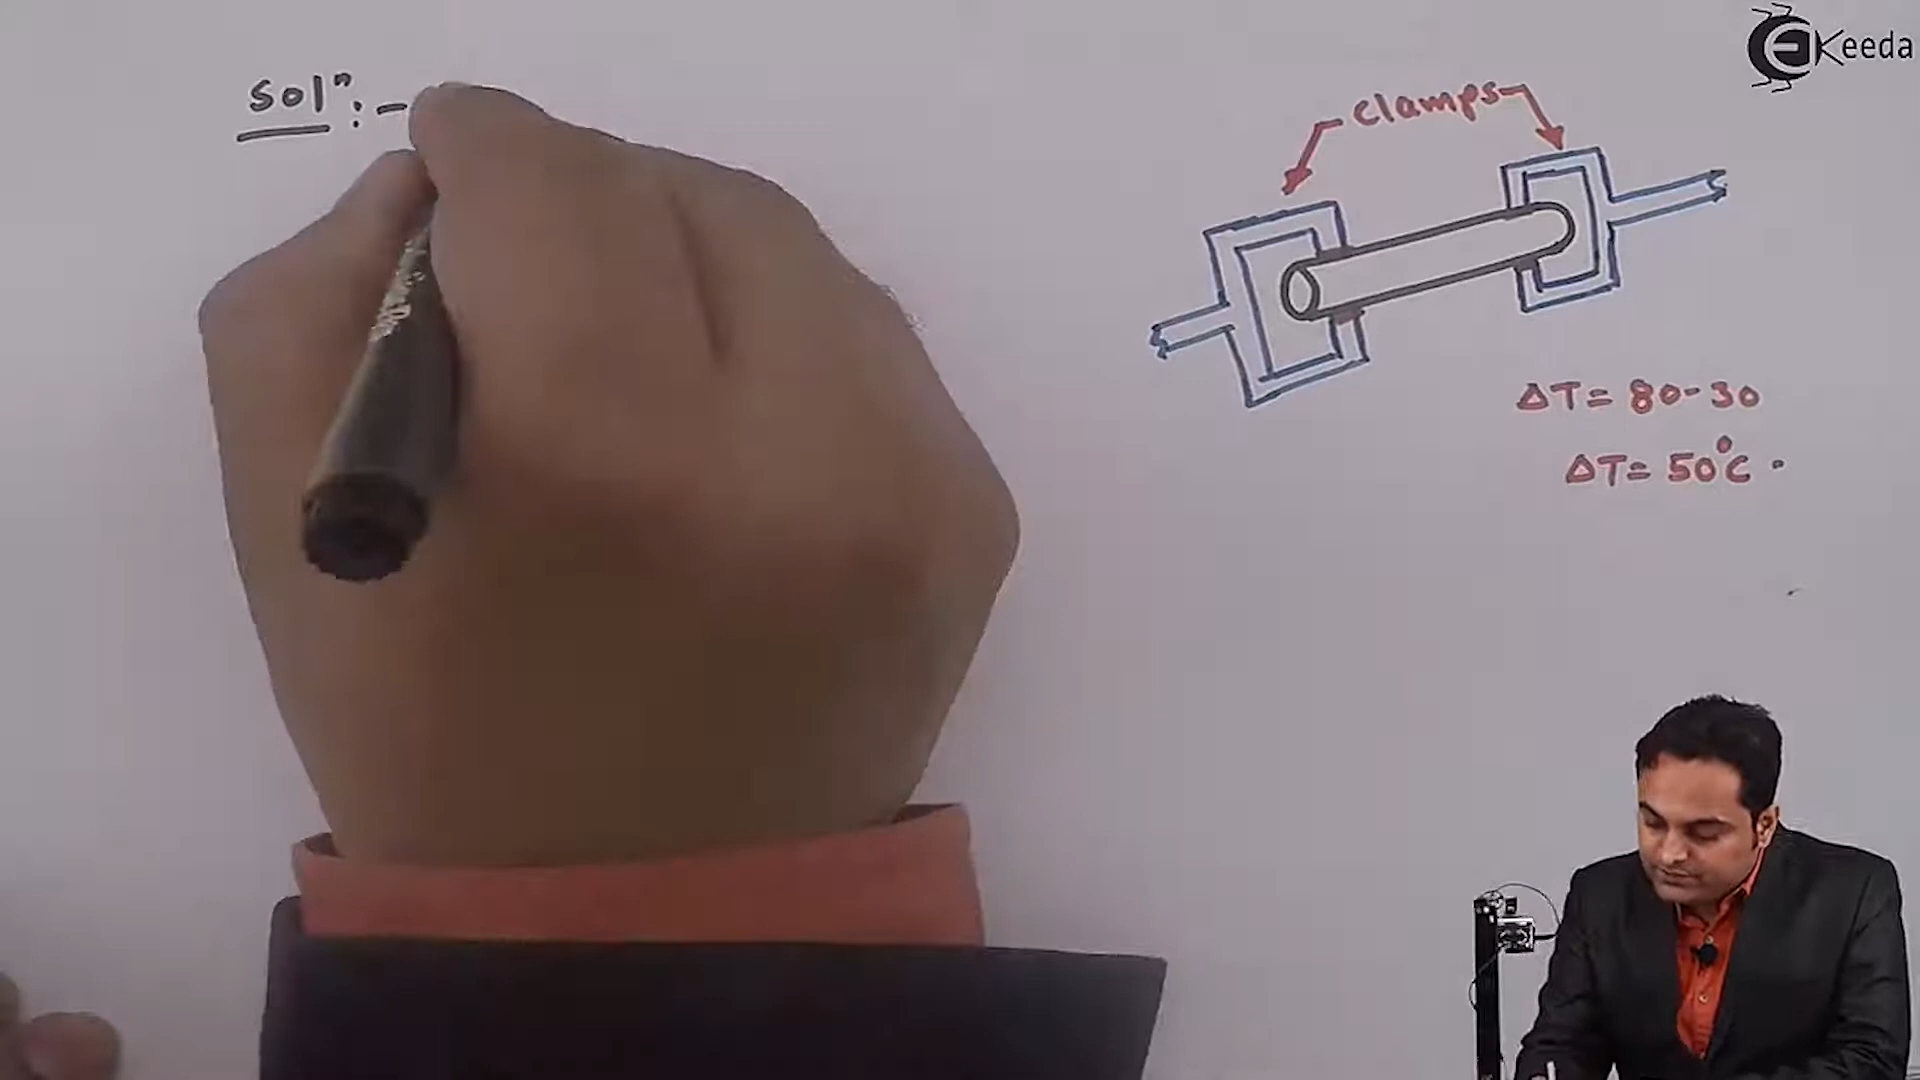 Solⁿ:-
clamps
ΔT= 80-30
ΔT= 50°C
Keeda